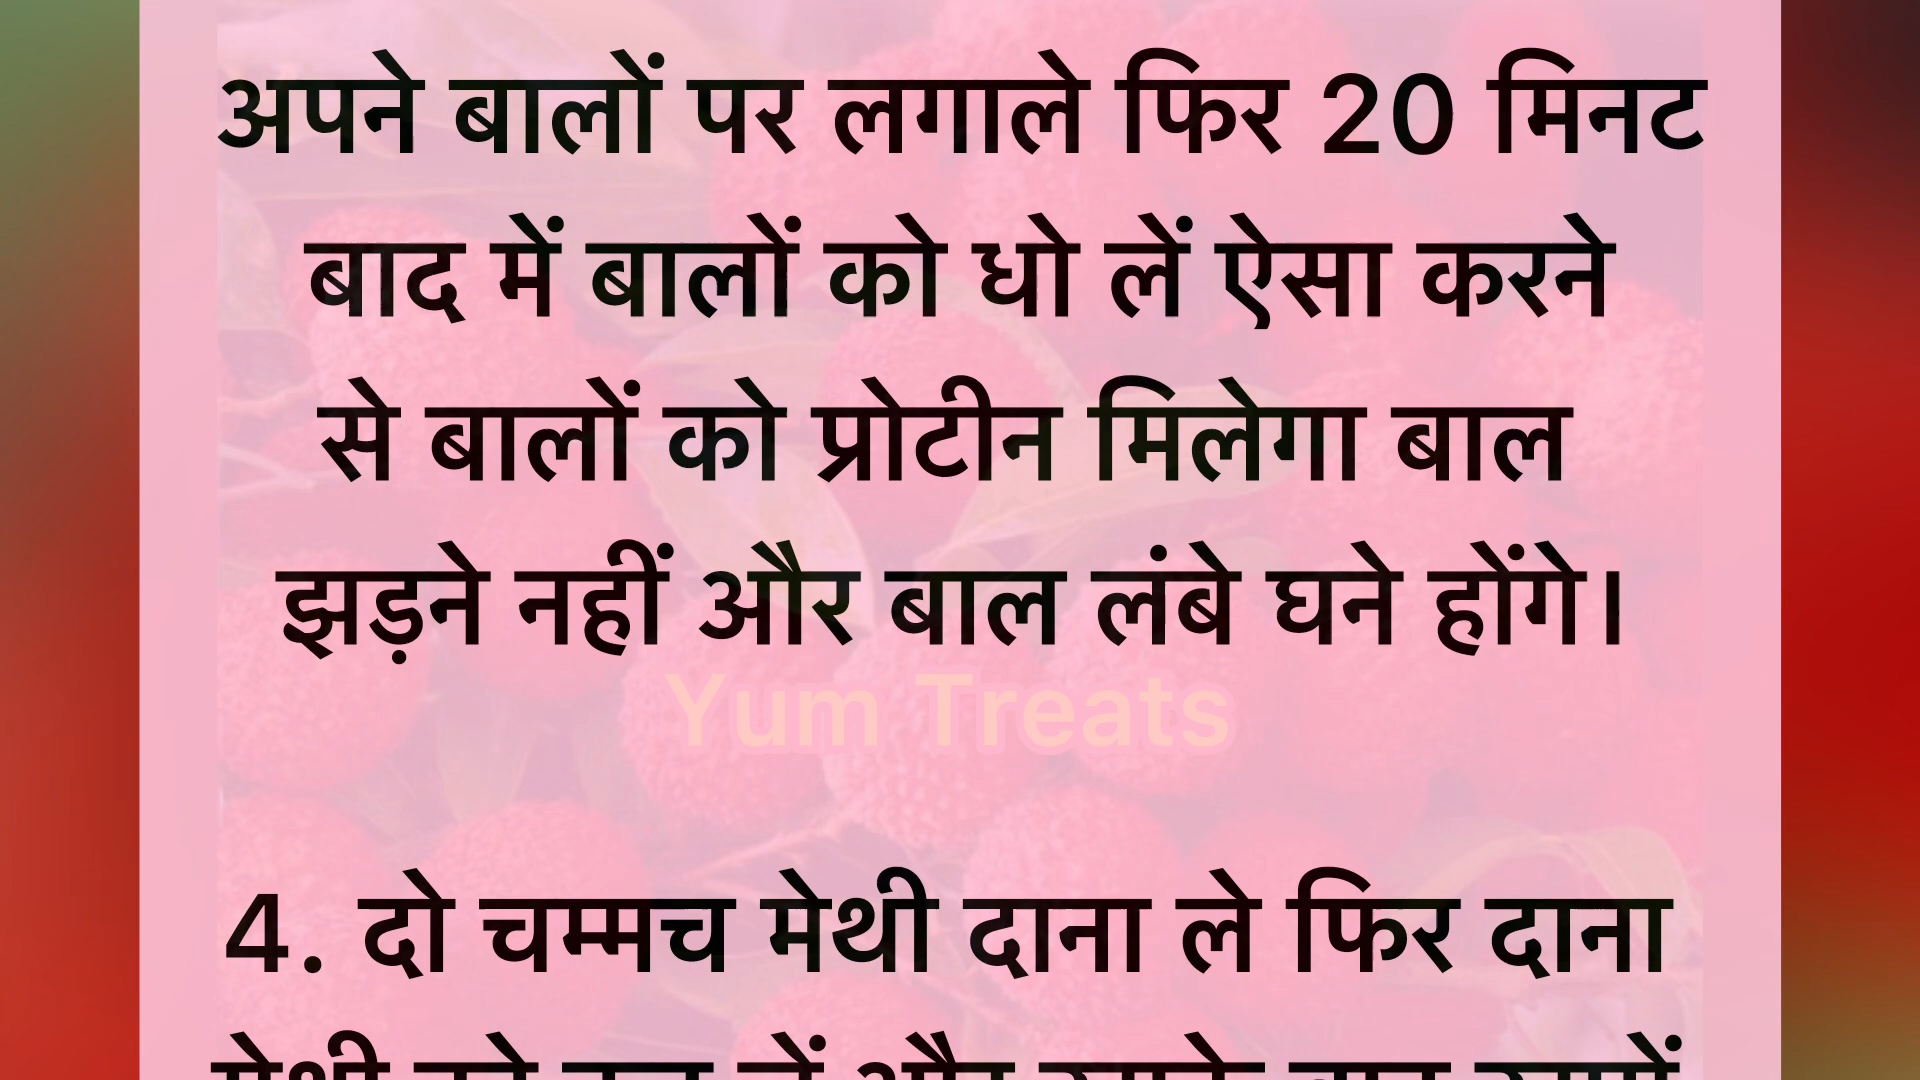 अपने बालों पर लगाले फिर 20 मिनट
बाद में बालों को धो लें ऐसा करने
से बालों को प्रोटीन मिलेगा बाल
झड़ने नहीं और बाल लंबे घने होंगे।
Yum Treats
4. दो चम्मच मेथी दाना ले फिर दाना
मेथी को